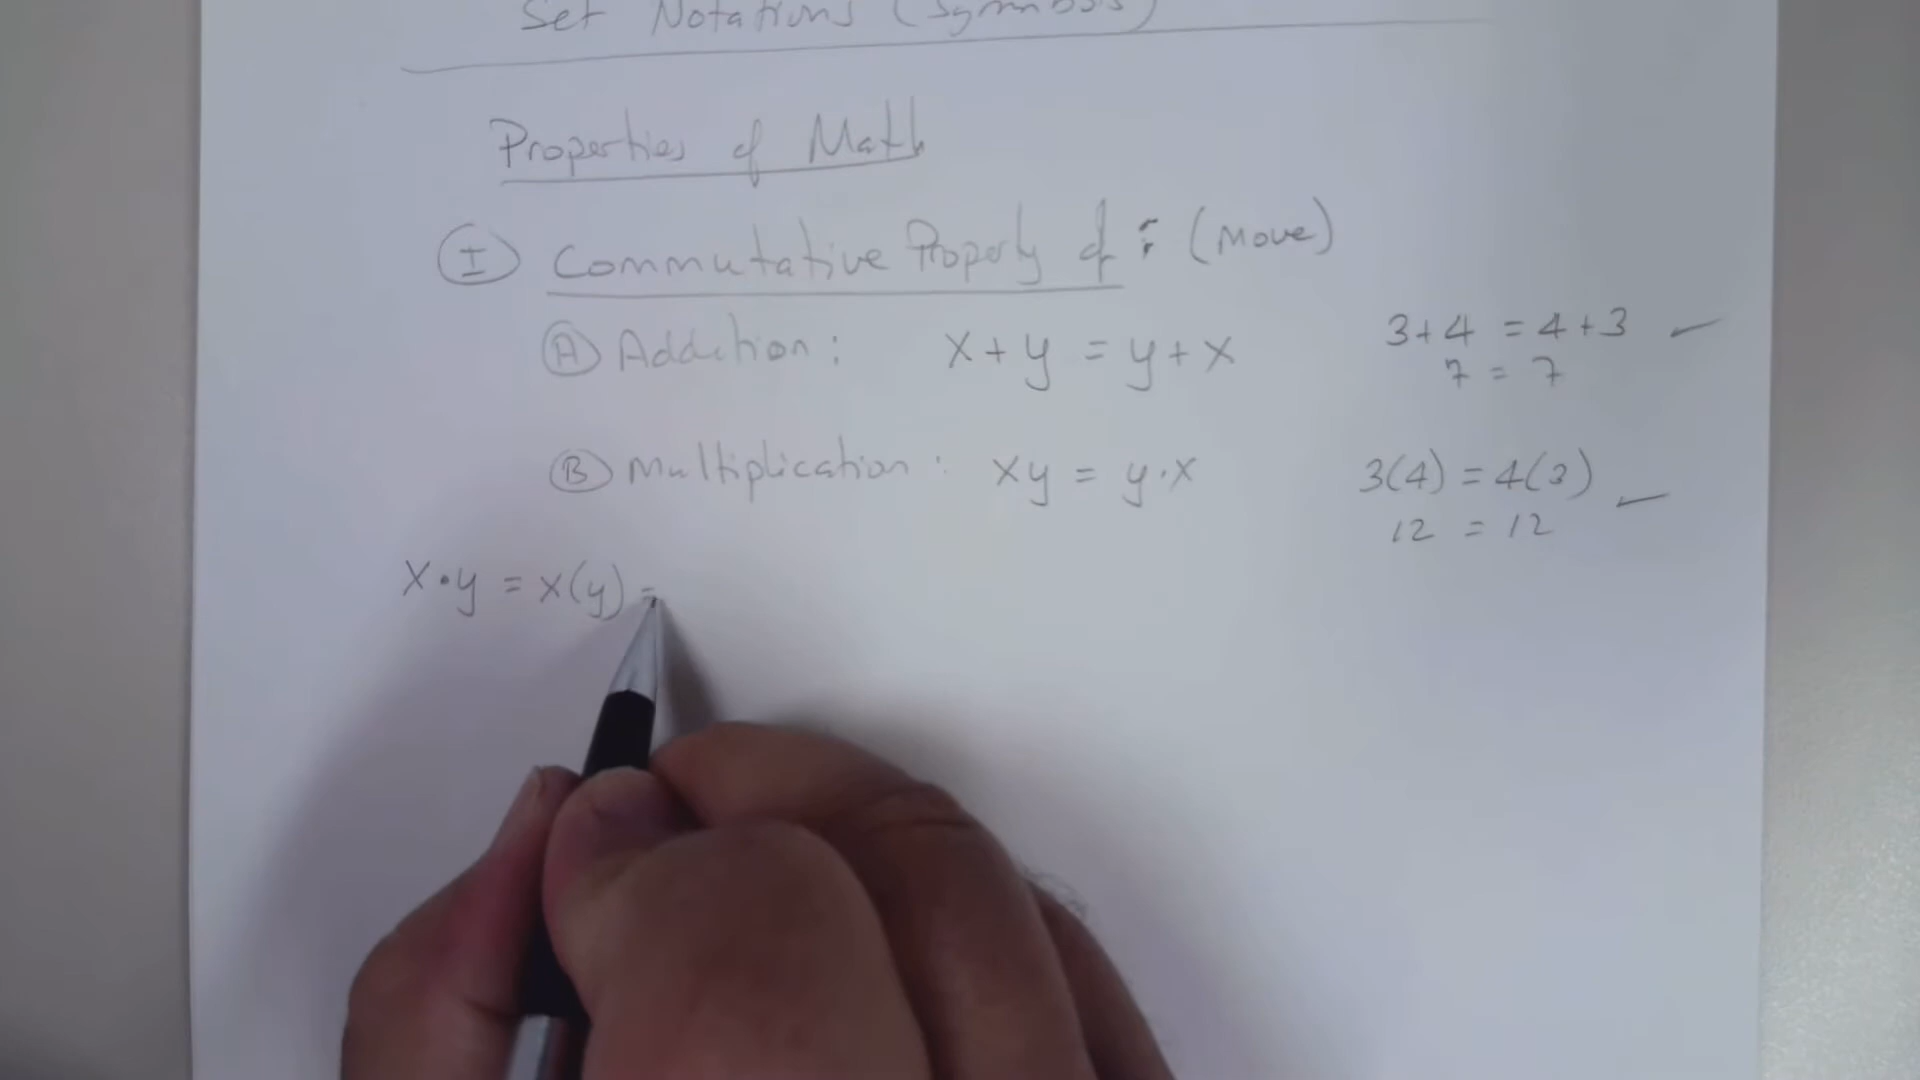 Set Notations (Symbols)
Properties of Math
I Commutative Property of : (Move)
A Addition: x + y = y + x
3 + 4 = 4 + 3
7 = 7
B Multiplication: xy = y·x
3(4) = 4(3)
12 = 12
x·y = x(y) =